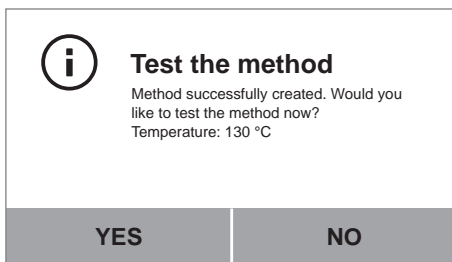 Test the method
Method successfully created. Would you
like to test the method now?
Temperature: 130 °C
YES
NO